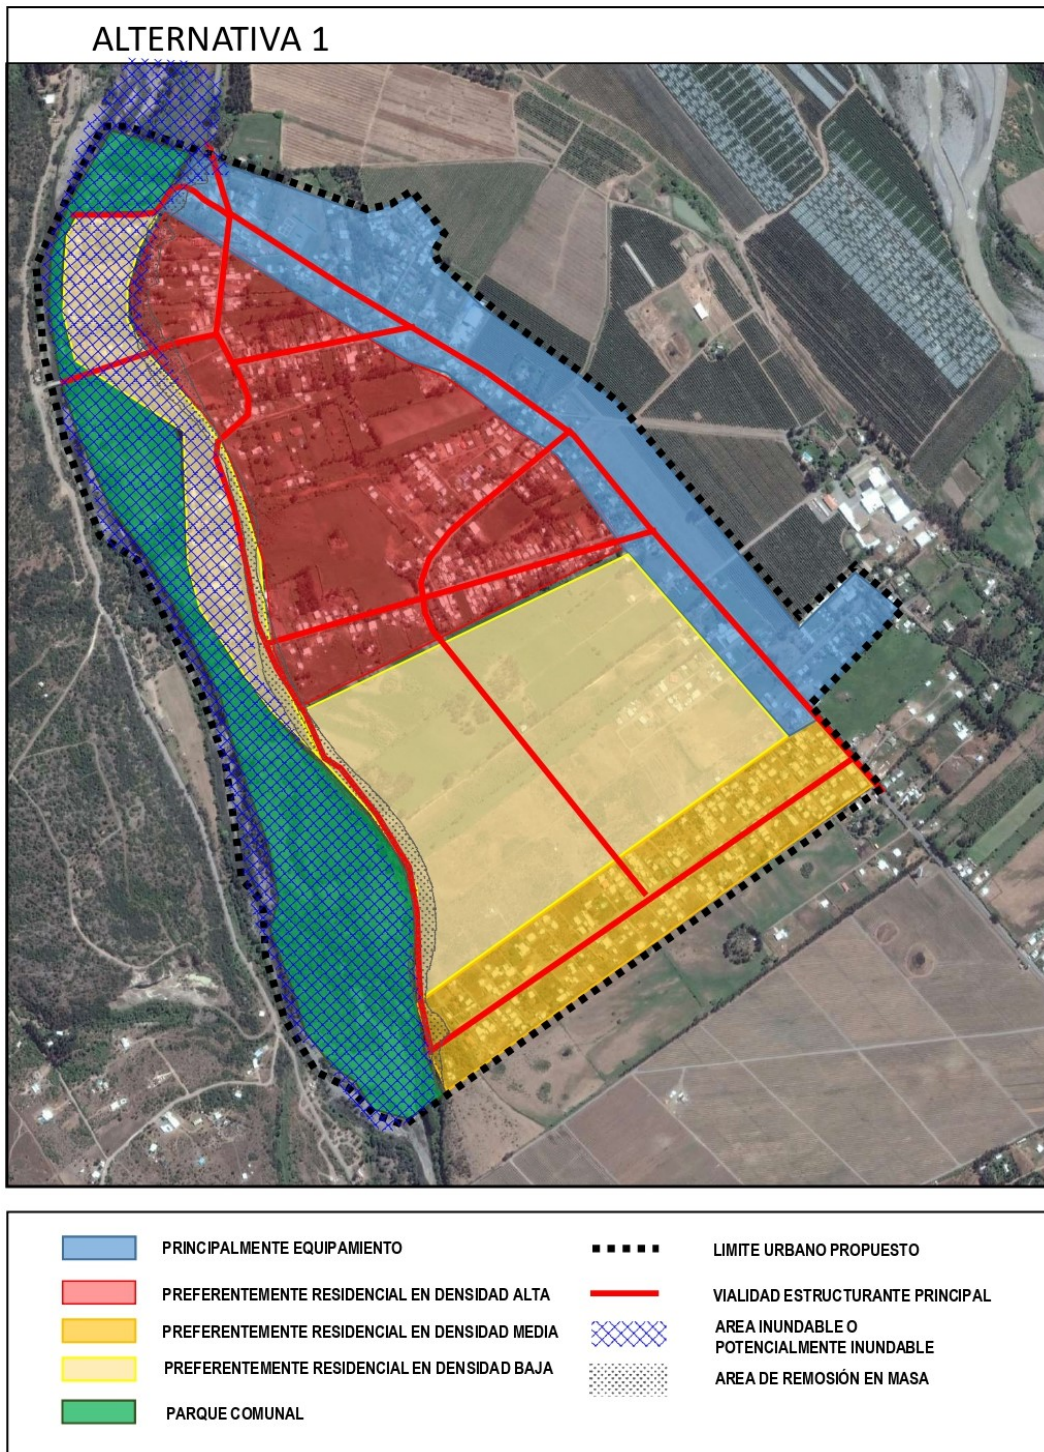 ALTERNATIVA 1
PRINCIPALMENTE EQUIPAMIENTO
PREFERENTEMENTE RESIDENCIAL EN DENSIDAD ALTA
PREFERENTEMENTE RESIDENCIAL EN DENSIDAD MEDIA
PREFERENTEMENTE RESIDENCIAL EN DENSIDAD BAJA
PARQUE COMUNAL
LIMITE URBANO PROPUESTO
VIALIDAD ESTRUCTURANTE PRINCIPAL
AREA INUNDABLE O
POTENCIALMENTE INUNDABLE
AREA DE REMOSIÓN EN MASA